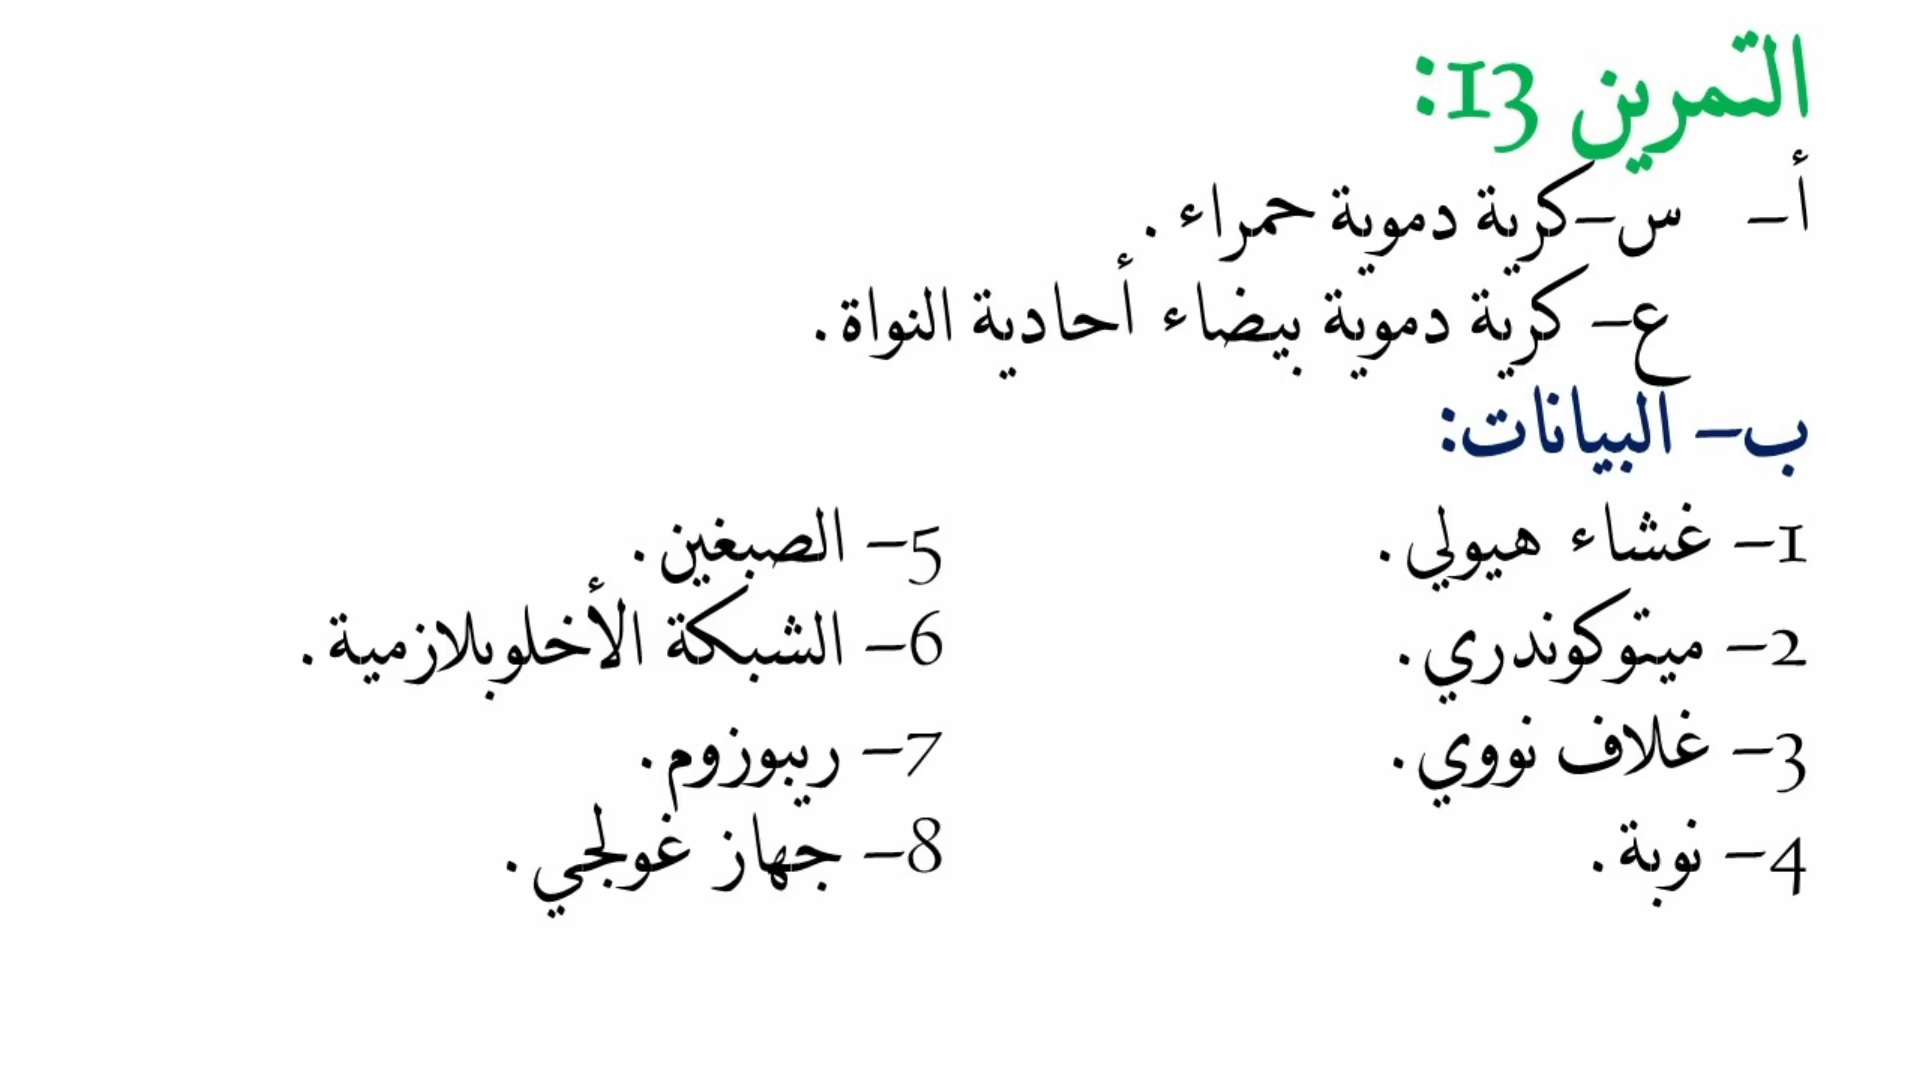 التمرين 13:
أ– س–كرية دموية حمراء .
ع– كرية دموية بيضاء أحادية النواة.
ب– البيانات:
1– غشاء هيولي. 5– الصبغين.
2– ميتوكوندري. 6– الشبكة الأخلوبلازمية.
3– غلاف نووي. 7– ريبوزوم.
4– نوية. 8– جهاز غولجي.